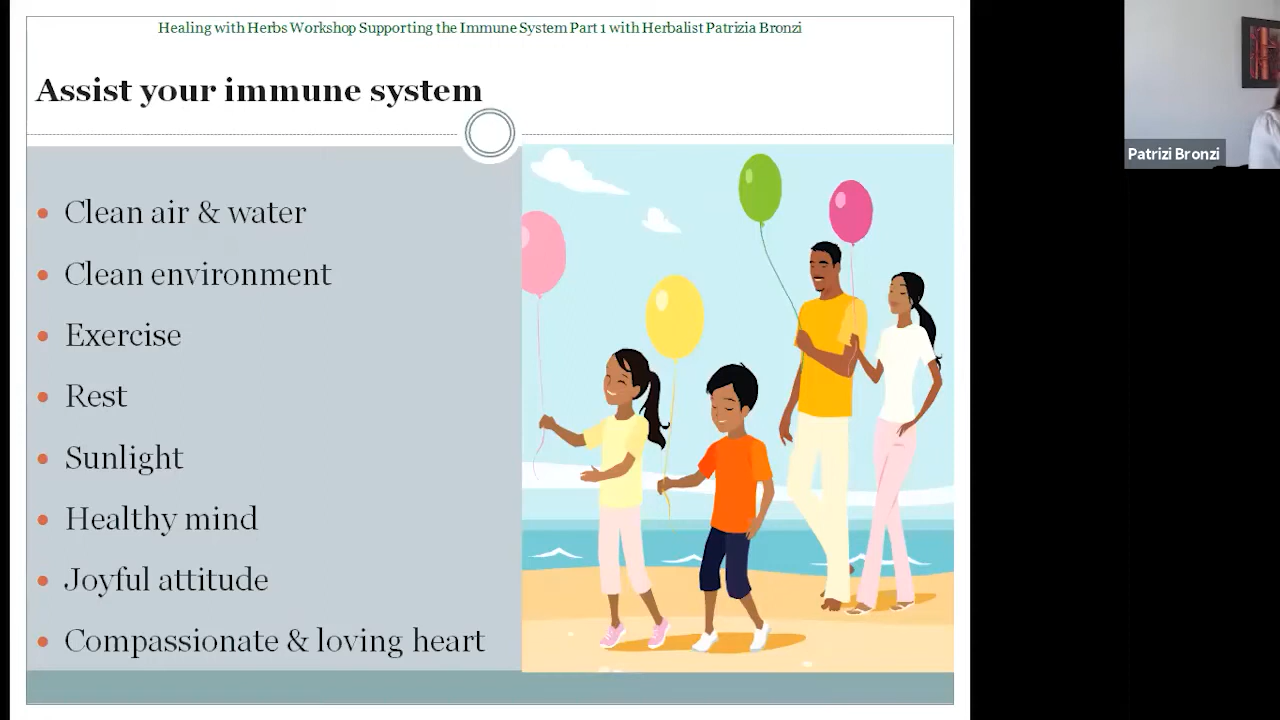 Healing with Herbs Workshop Supporting the Immune System Part 1 with Herbalist Patrizia Bronzi
Assist your immune system
Clean air & water
Clean environment
Exercise
Rest
Sunlight
Healthy mind
Joyful attitude
Compassionate & loving heart
Patrizi Bronzi